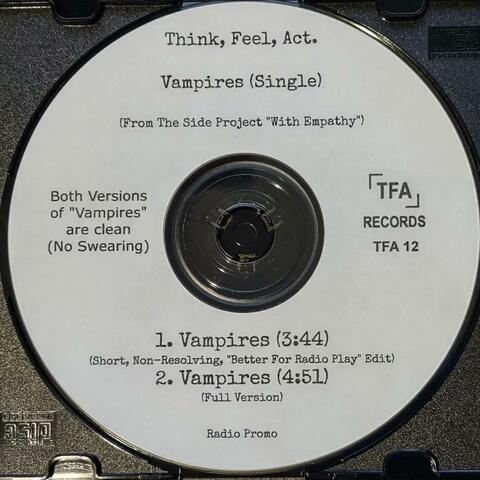 Think, Feel, Act.
Vampires (Single)
(From The Side Project "With Empathy")
Both Versions
of "Vampires"
are clean
(No Swearing)
TFA
RECORDS
TFA 12
1. Vampires (3:44)
(Short, Non-Resolving, "Better For Radio Play" Edit)
2. Vampires (4:51)
(Full Version)
Radio Promo